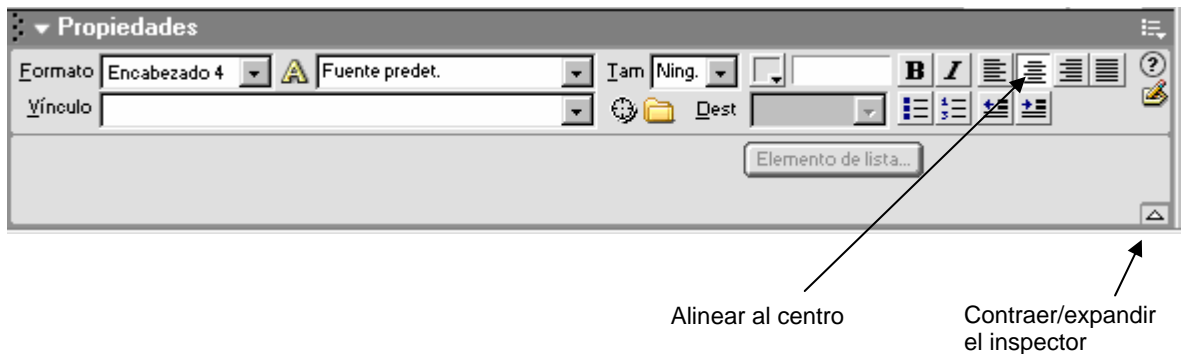 Propiedades
Formato Encabezado 4 A Fuente predet. Tam Ning. B I
Vínculo Dest
Elemento de lista...
Alinear al centro
Contraer/expandir
el inspector